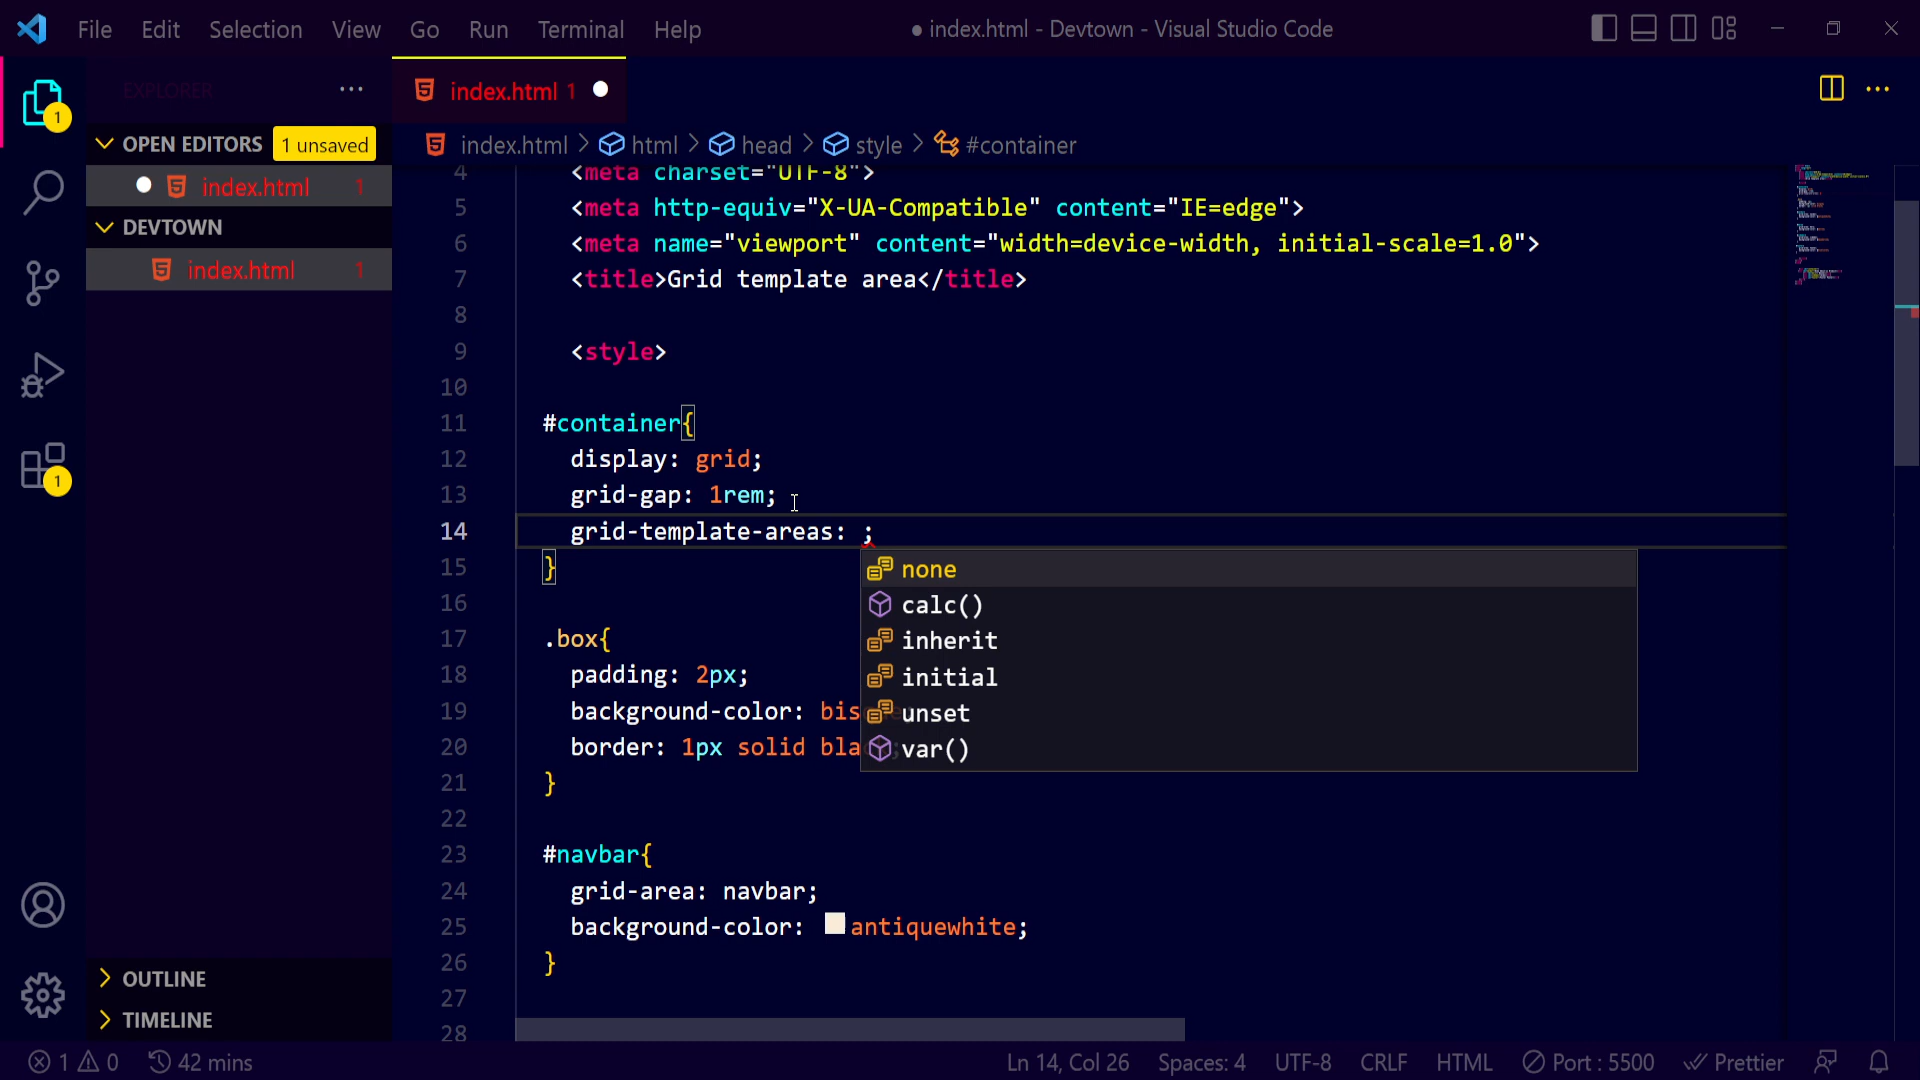 File Edit Selection View Go Run Terminal Help
● index.html - Devtown - Visual Studio Code
EXPLORER ...
index.html 1
OPEN EDITORS 1 unsaved
index.html 1
DEVTOWN
index.html 1
OUTLINE
TIMELINE
1
1
index.html > html > head > style > #container
4 <meta charset="UTF-8">
5 <meta http-equiv="X-UA-Compatible" content="IE=edge">
6 <meta name="viewport" content="width=device-width, initial-scale=1.0">
7 <title>Grid template area</title>
8
9 <style>
10
11 #container{
12 display: grid;
13 grid-gap: 1rem;
14 grid-template-areas: ;
15 }
16
17 .box{
18 padding: 2px;
19 background-color: bis
20 border: 1px solid bla
21 }
22
23 #navbar{
24 grid-area: navbar;
25 background-color: antiquewhite;
26 }
27
28
none
calc()
inherit
initial
unset
var()
1 0 42 mins
Ln 14, Col 26 Spaces: 4 UTF-8 CRLF HTML Port : 5500 Prettier